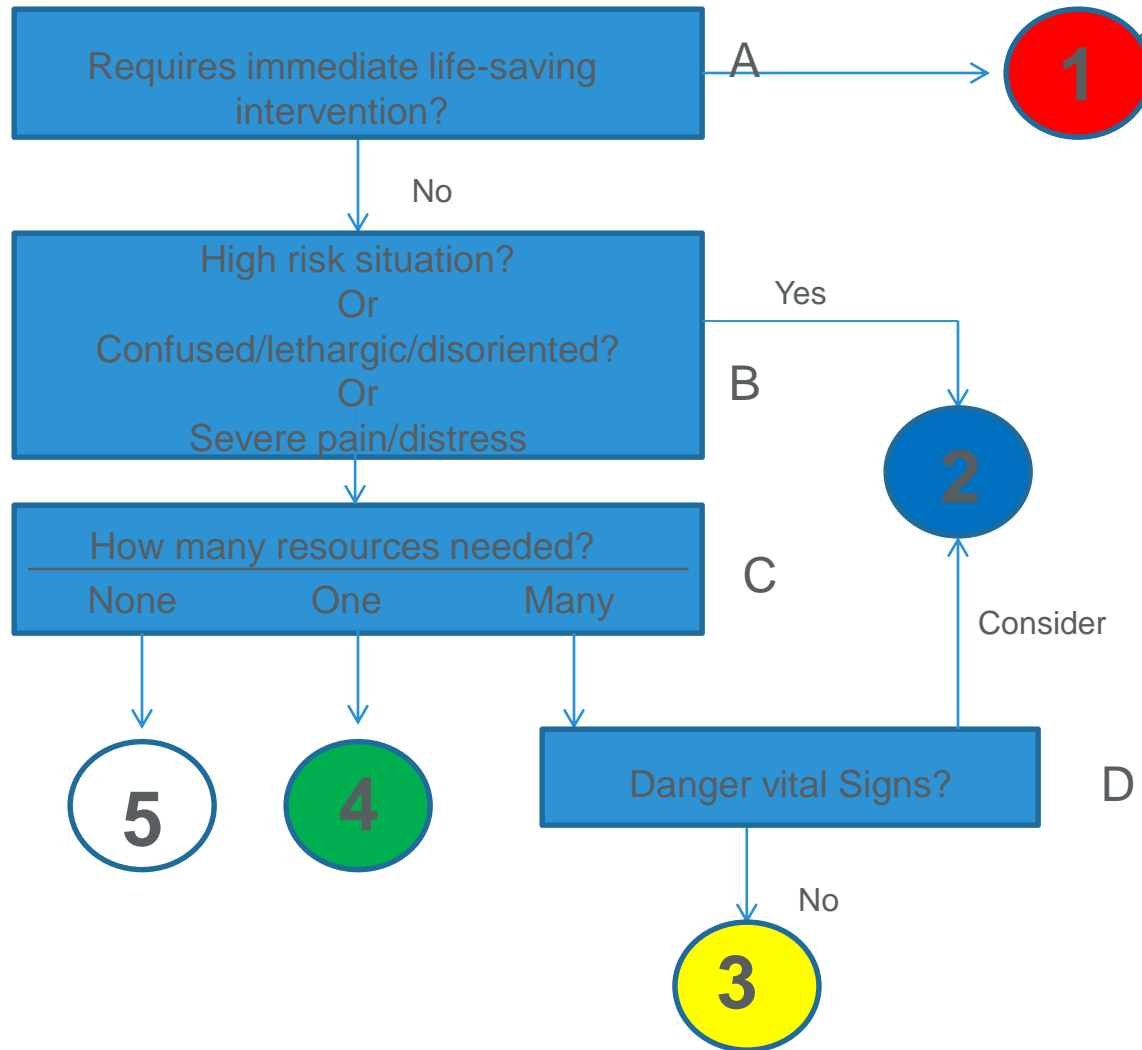 Requires immediate life-saving
intervention?
A
1
No
High risk situation?
Or
Confused/lethargic/disoriented?
Or
Severe pain/distress
Yes
B
2
How many resources needed?
None One Many
C
Consider
5
4
Danger vital Signs?
D
No
3